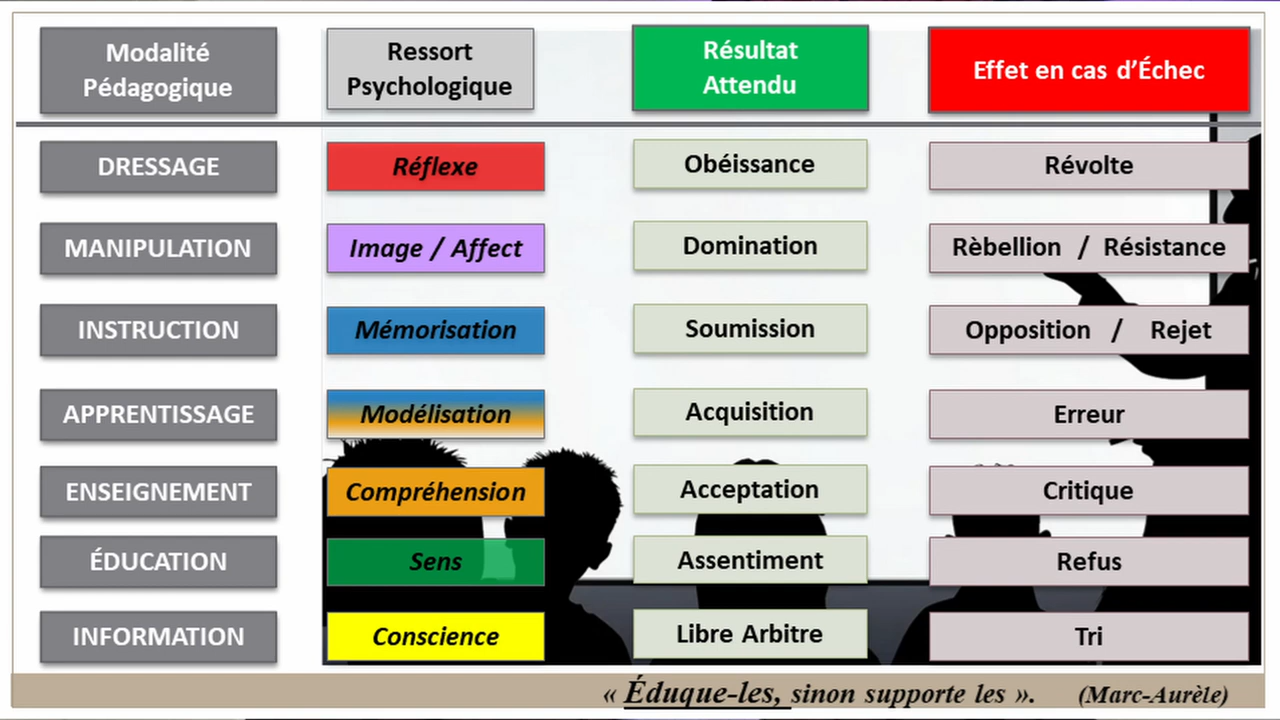 Modalité
Pédagogique
Ressort
Psychologique
Résultat
Attendu
Effet en cas d'Échec
DRESSAGE
Réflexe
Obéissance
Révolte
MANIPULATION
Image / Affect
Domination
Rèbellion / Résistance
INSTRUCTION
Mémorisation
Soumission
Opposition / Rejet
APPRENTISSAGE
Modélisation
Acquisition
Erreur
ENSEIGNEMENT
Compréhension
Acceptation
Critique
ÉDUCATION
Sens
Assentiment
Refus
INFORMATION
Conscience
Libre Arbitre
Tri
« Éduque-les, sinon supporte les ». (Marc-Aurèle)